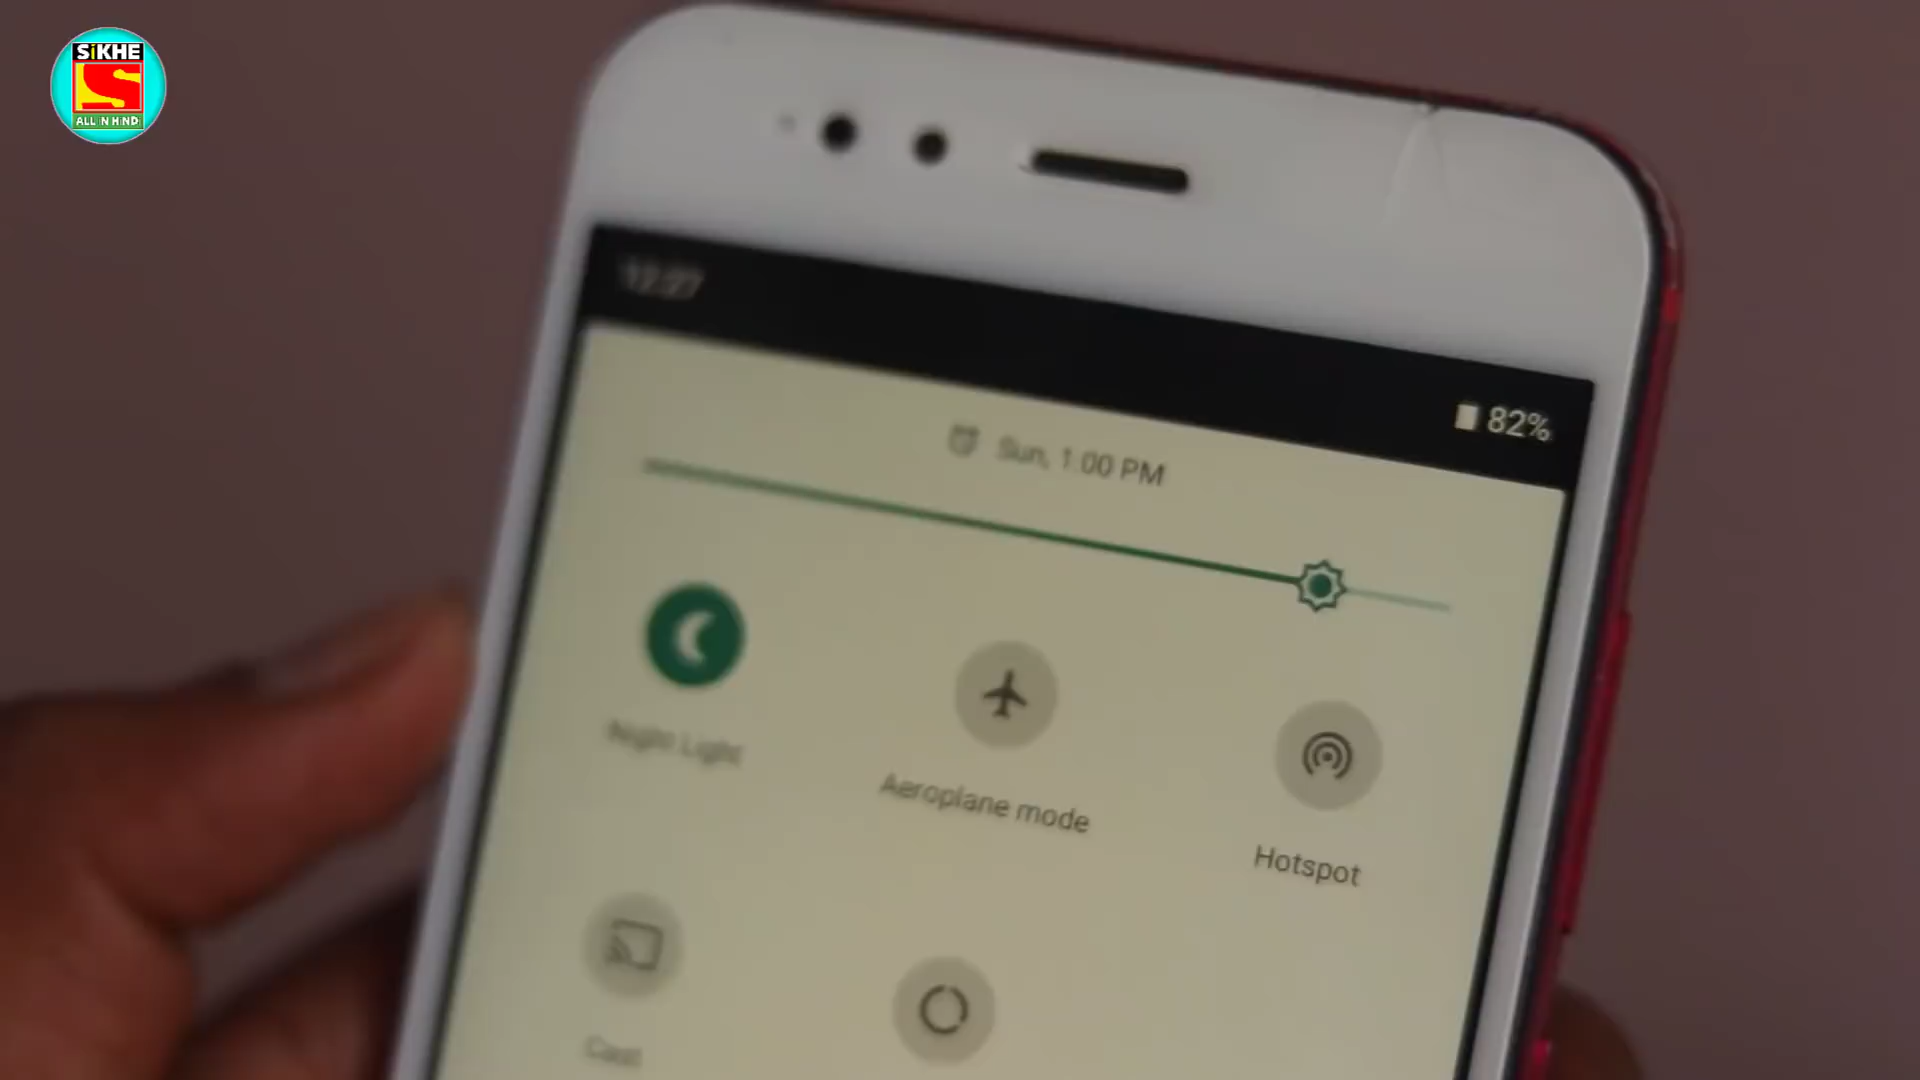 SiKHE
ALL IN HINDI
12:27
82%
Sun, 1:00 PM
Night Light
Aeroplane mode
Hotspot
Cast